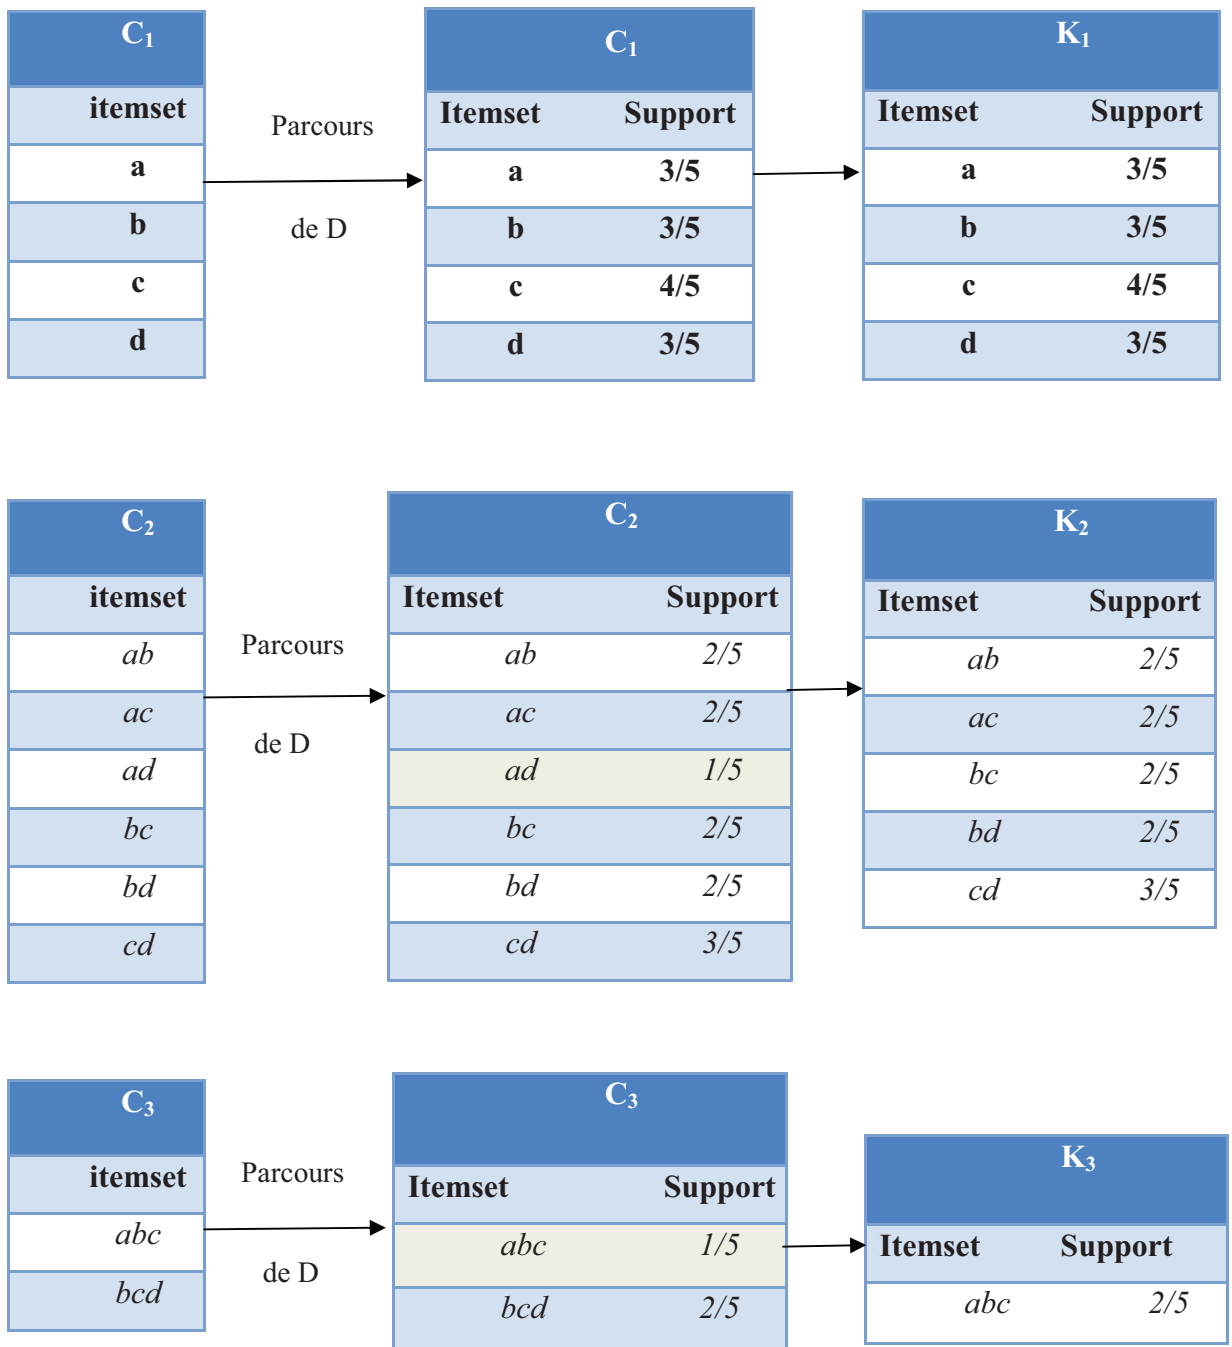 C₁
itemset
a
b
c
d
Parcours
de D
C₁
Itemset Support
a 3/5
b 3/5
c 4/5
d 3/5
K₁
Itemset Support
a 3/5
b 3/5
c 4/5
d 3/5
C₂
itemset
ab
ac
ad
bc
bd
cd
Parcours
de D
C₂
Itemset Support
ab 2/5
ac 2/5
ad 1/5
bc 2/5
bd 2/5
cd 3/5
K₂
Itemset Support
ab 2/5
ac 2/5
bc 2/5
bd 2/5
cd 3/5
C₃
itemset
abc
bcd
Parcours
de D
C₃
Itemset Support
abc 1/5
bcd 2/5
K₃
Itemset Support
abc 2/5